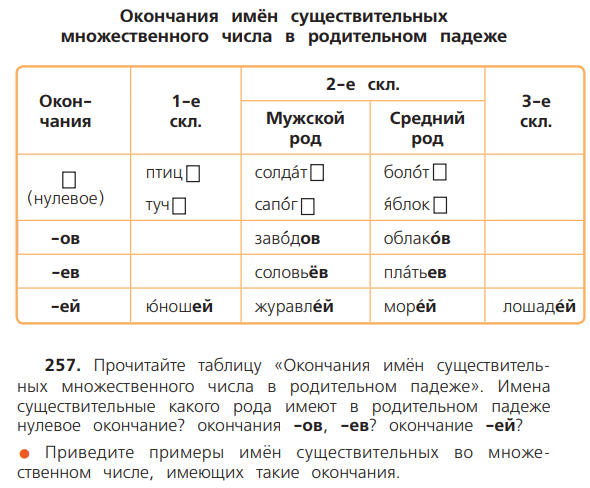 Окончания имён существительных
множественного числа в родительном падеже
Окон-
чания
1-е
скл.
2-е скл.
Мужской
род
Средний
род
3-е
скл.
(нулевое)
птиц
туч
солда́т
сапо́г
боло́т
я́блок
-ов
заво́дов
облако́в
-ев
соловьёв
пла́тьев
-ей
ю́ношей
журавле́й
море́й
лошаде́й
257. Прочитайте таблицу «Окончания имён существитель-
ных множественного числа в родительном падеже». Имена
существительные какого рода имеют в родительном падеже
нулевое окончание? окончания -ов, -ев? окончание -ей?
• Приведите примеры имён существительных во множе-
ственном числе, имеющих такие окончания.